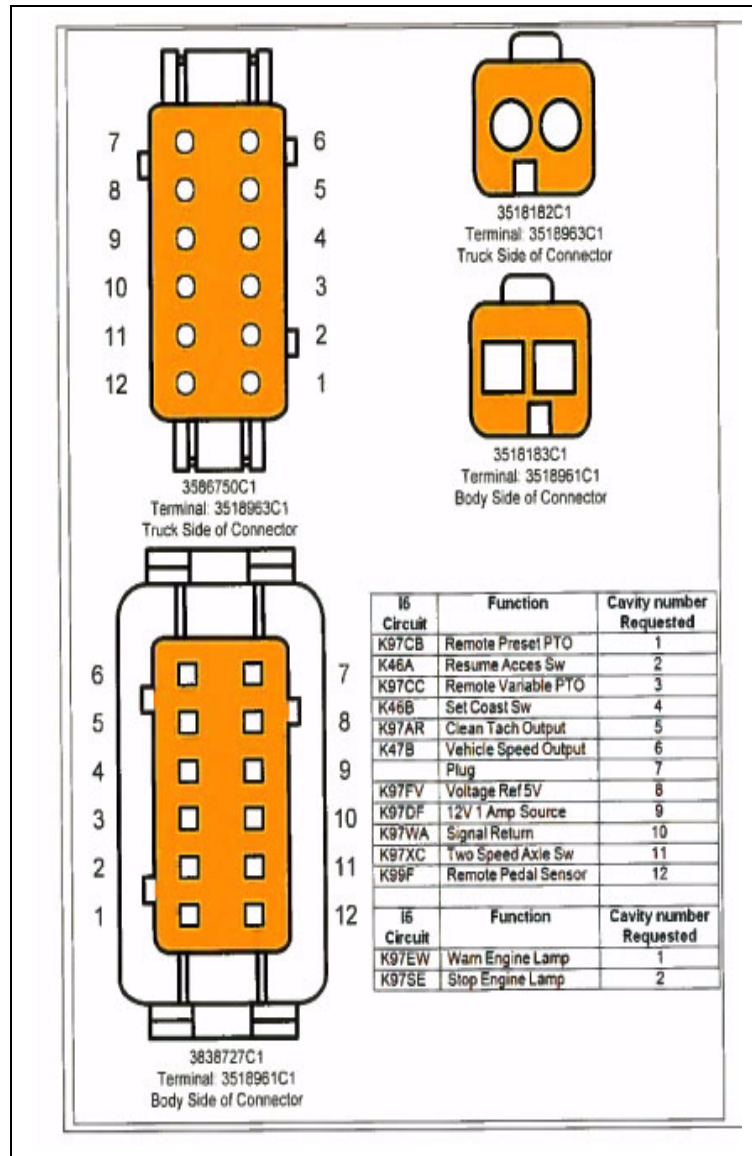 7 6
8 5
9 4
10 3
11 2
12 1
3586750C1
Terminal: 3518963C1
Truck Side of Connector
3518182C1
Terminal: 3518963C1
Truck Side of Connector
3518183C1
Terminal: 3518961C1
Body Side of Connector
6 7
5 8
4 9
3 10
2 11
1 12
3838727C1
Terminal: 3518961C1
Body Side of Connector
I6 Function Cavity number
Circuit Requested
K97CB Remote Preset PTO 1
K46A Resume Acces Sw 2
K97CC Remote Variable PTO 3
K46B Set Coast Sw 4
K97AR Clean Tach Output 5
K47B Vehicle Speed Output 6
Plug 7
K97FV Voltage Ref 5V 8
K97DF 12V 1 Amp Source 9
K97WA Signal Return 10
K97XC Two Speed Axle Sw 11
K99F Remote Pedal Sensor 12
I6 Function Cavity number
Circuit Requested
K97EW Warn Engine Lamp 1
K97SE Stop Engine Lamp 2